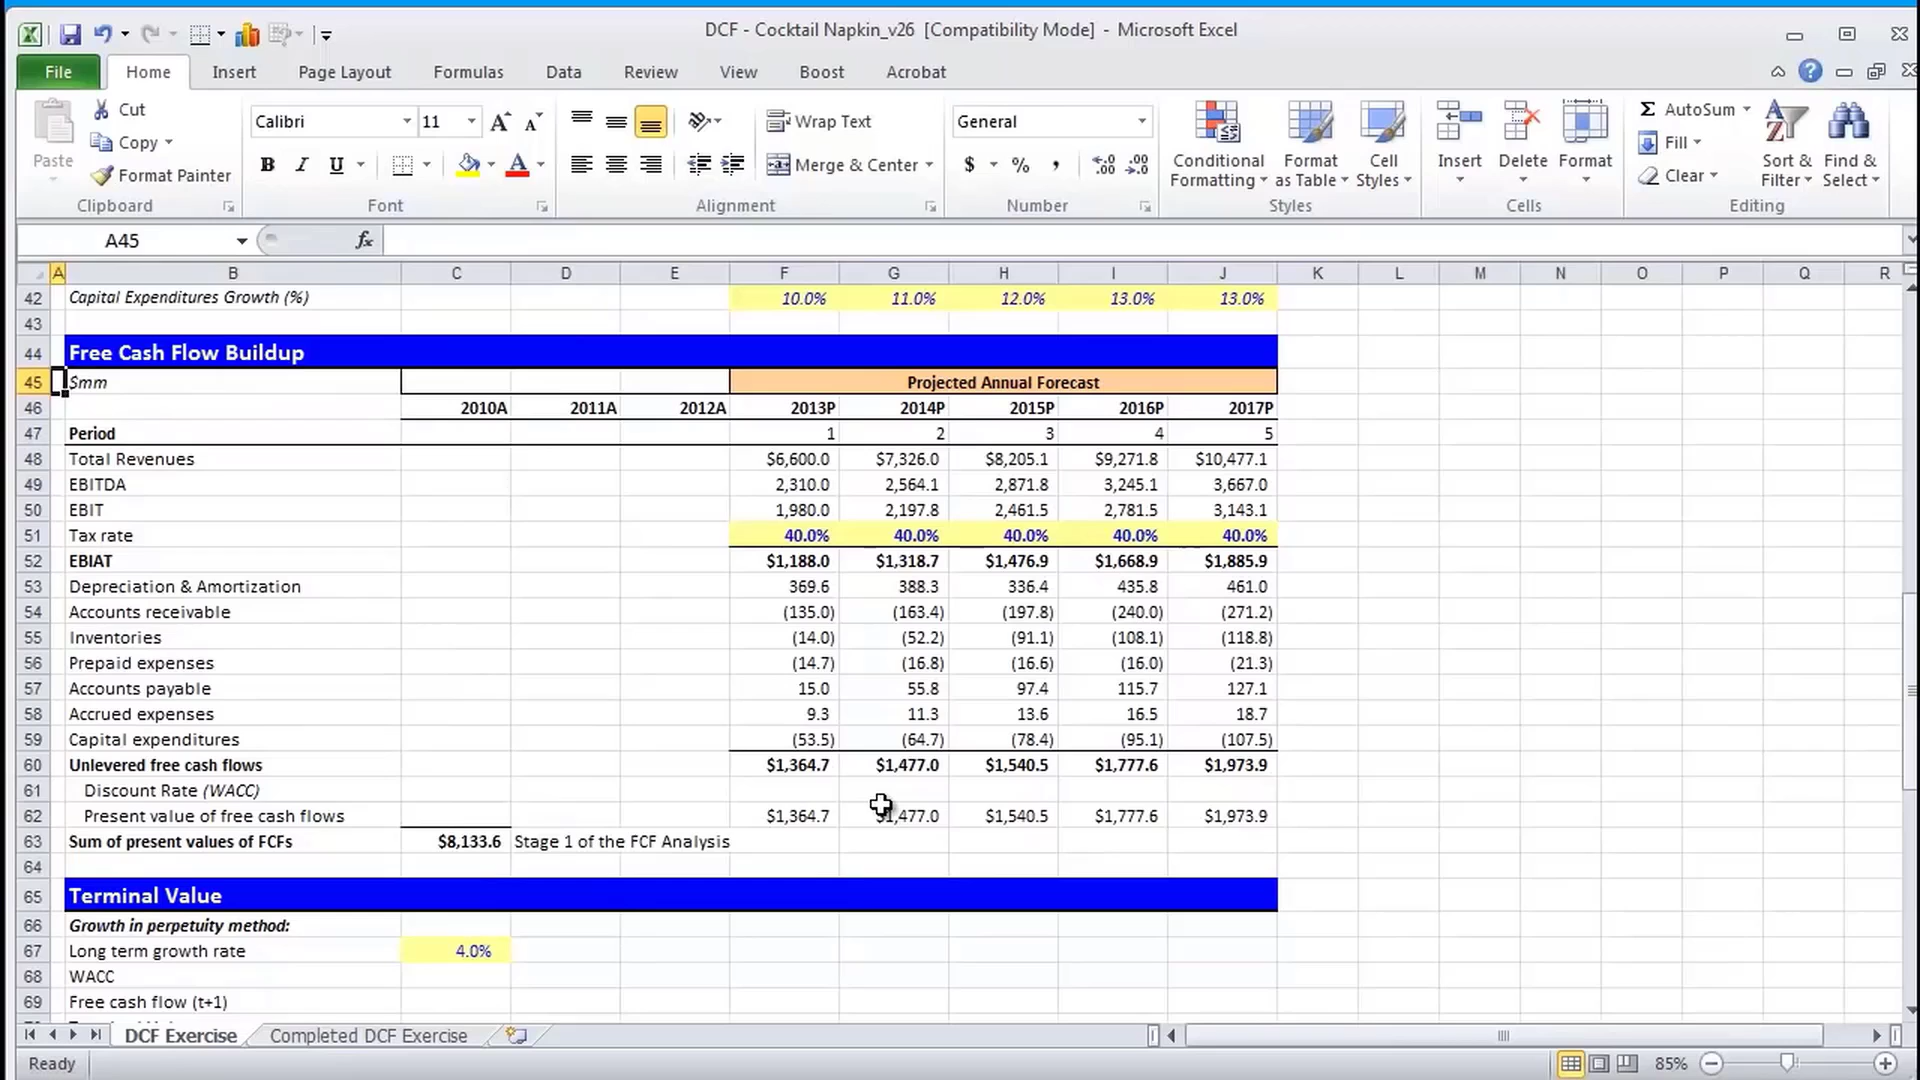 DCF - Cocktail Napkin_v26 [Compatibility Mode] - Microsoft Excel
File Home Insert Page Layout Formulas Data Review View Boost Acrobat
Paste Cut Copy Format Painter
Calibri 11
B I U
Wrap Text
Merge & Center
General
$ % ,
Conditional Formatting Format as Table Cell Styles
Insert Delete Format
Σ AutoSum Fill Clear
Sort & Filter Find & Select
Clipboard Font Alignment Number Styles Cells Editing
A45 fx
A B C D E F G H I J K L M N O P Q R
42 Capital Expenditures Growth (%) 10.0% 11.0% 12.0% 13.0% 13.0%
43
44 Free Cash Flow Buildup
45 $mm Projected Annual Forecast
46 2010A 2011A 2012A 2013P 2014P 2015P 2016P 2017P
47 Period 1 2 3 4 5
48 Total Revenues $6,600.0 $7,326.0 $8,205.1 $9,271.8 $10,477.1
49 EBITDA 2,310.0 2,564.1 2,871.8 3,245.1 3,667.0
50 EBIT 1,980.0 2,197.8 2,461.5 2,781.5 3,143.1
51 Tax rate 40.0% 40.0% 40.0% 40.0% 40.0%
52 EBIAT $1,188.0 $1,318.7 $1,476.9 $1,668.9 $1,885.9
53 Depreciation & Amortization 369.6 388.3 336.4 435.8 461.0
54 Accounts receivable (135.0) (163.4) (197.8) (240.0) (271.2)
55 Inventories (14.0) (52.2) (91.1) (108.1) (118.8)
56 Prepaid expenses (14.7) (16.8) (16.6) (16.0) (21.3)
57 Accounts payable 15.0 55.8 97.4 115.7 127.1
58 Accrued expenses 9.3 11.3 13.6 16.5 18.7
59 Capital expenditures (53.5) (64.7) (78.4) (95.1) (107.5)
60 Unlevered free cash flows $1,364.7 $1,477.0 $1,540.5 $1,777.6 $1,973.9
61 Discount Rate (WACC)
62 Present value of free cash flows $1,364.7 $1,477.0 $1,540.5 $1,777.6 $1,973.9
63 Sum of present values of FCFs $8,133.6 Stage 1 of the FCF Analysis
64
65 Terminal Value
66 Growth in perpetuity method:
67 Long term growth rate 4.0%
68 WACC
69 Free cash flow (t+1)
DCF Exercise Completed DCF Exercise
Ready 85%